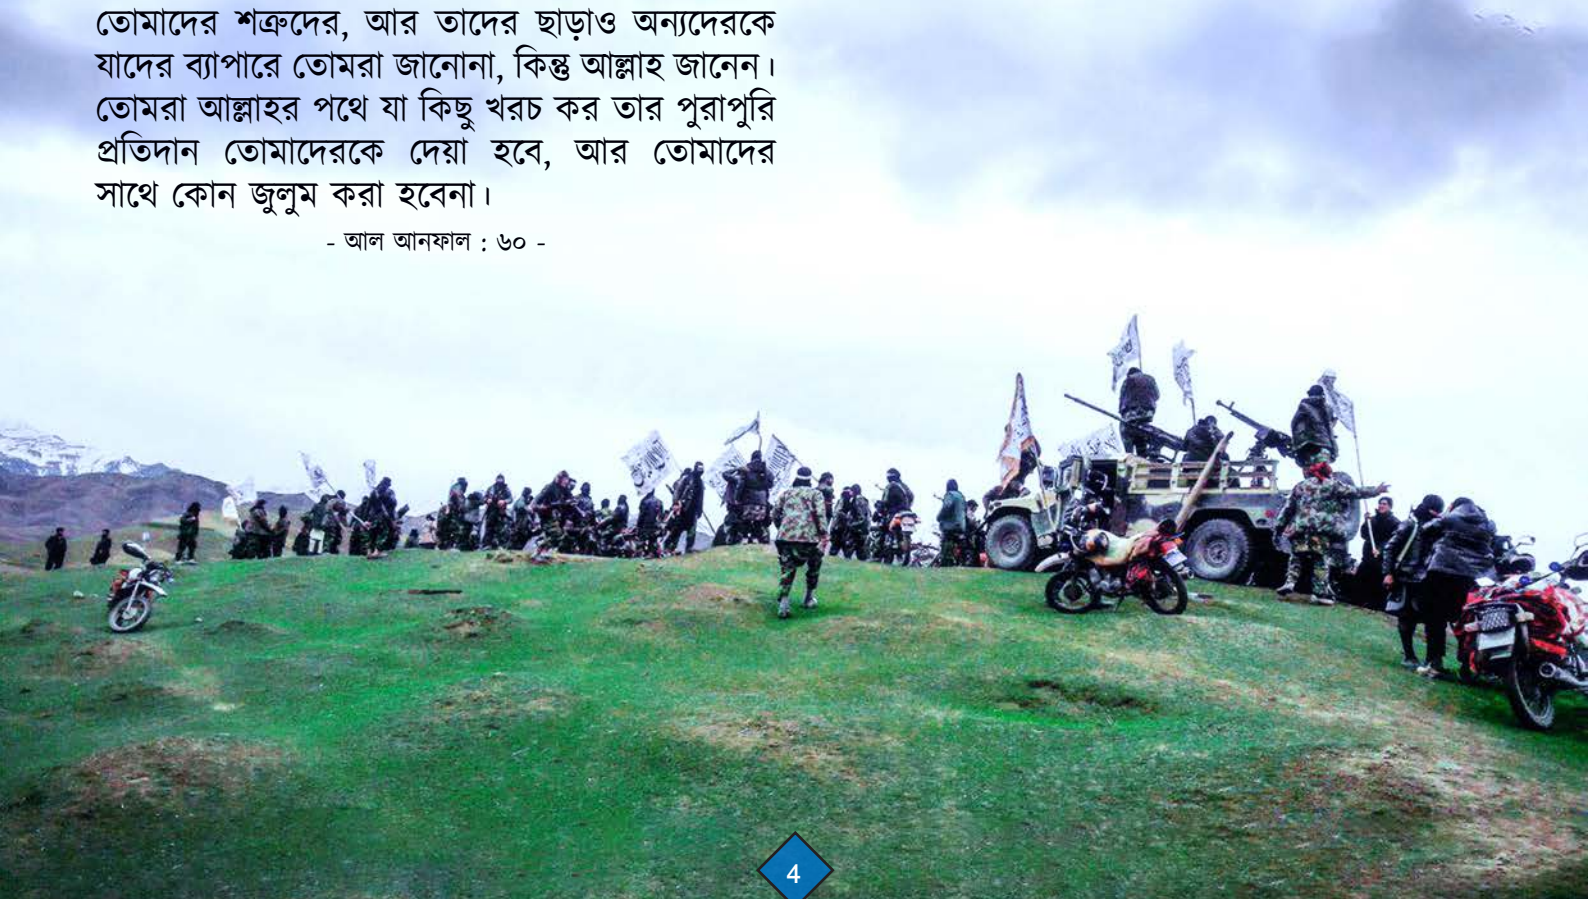 তোমাদের শত্রুদের, আর তাদের ছাড়াও অন্যদেরকে
যাদের ব্যাপারে তোমরা জানোনা, কিন্তু আল্লাহ জানেন।
তোমরা আল্লাহর পথে যা কিছু খরচ কর তার পুরাপুরি
প্রতিদান তোমাদেরকে দেয়া হবে, আর তোমাদের
সাথে কোন জুলুম করা হবেনা।
- আল আনফাল : ৬০ -
4